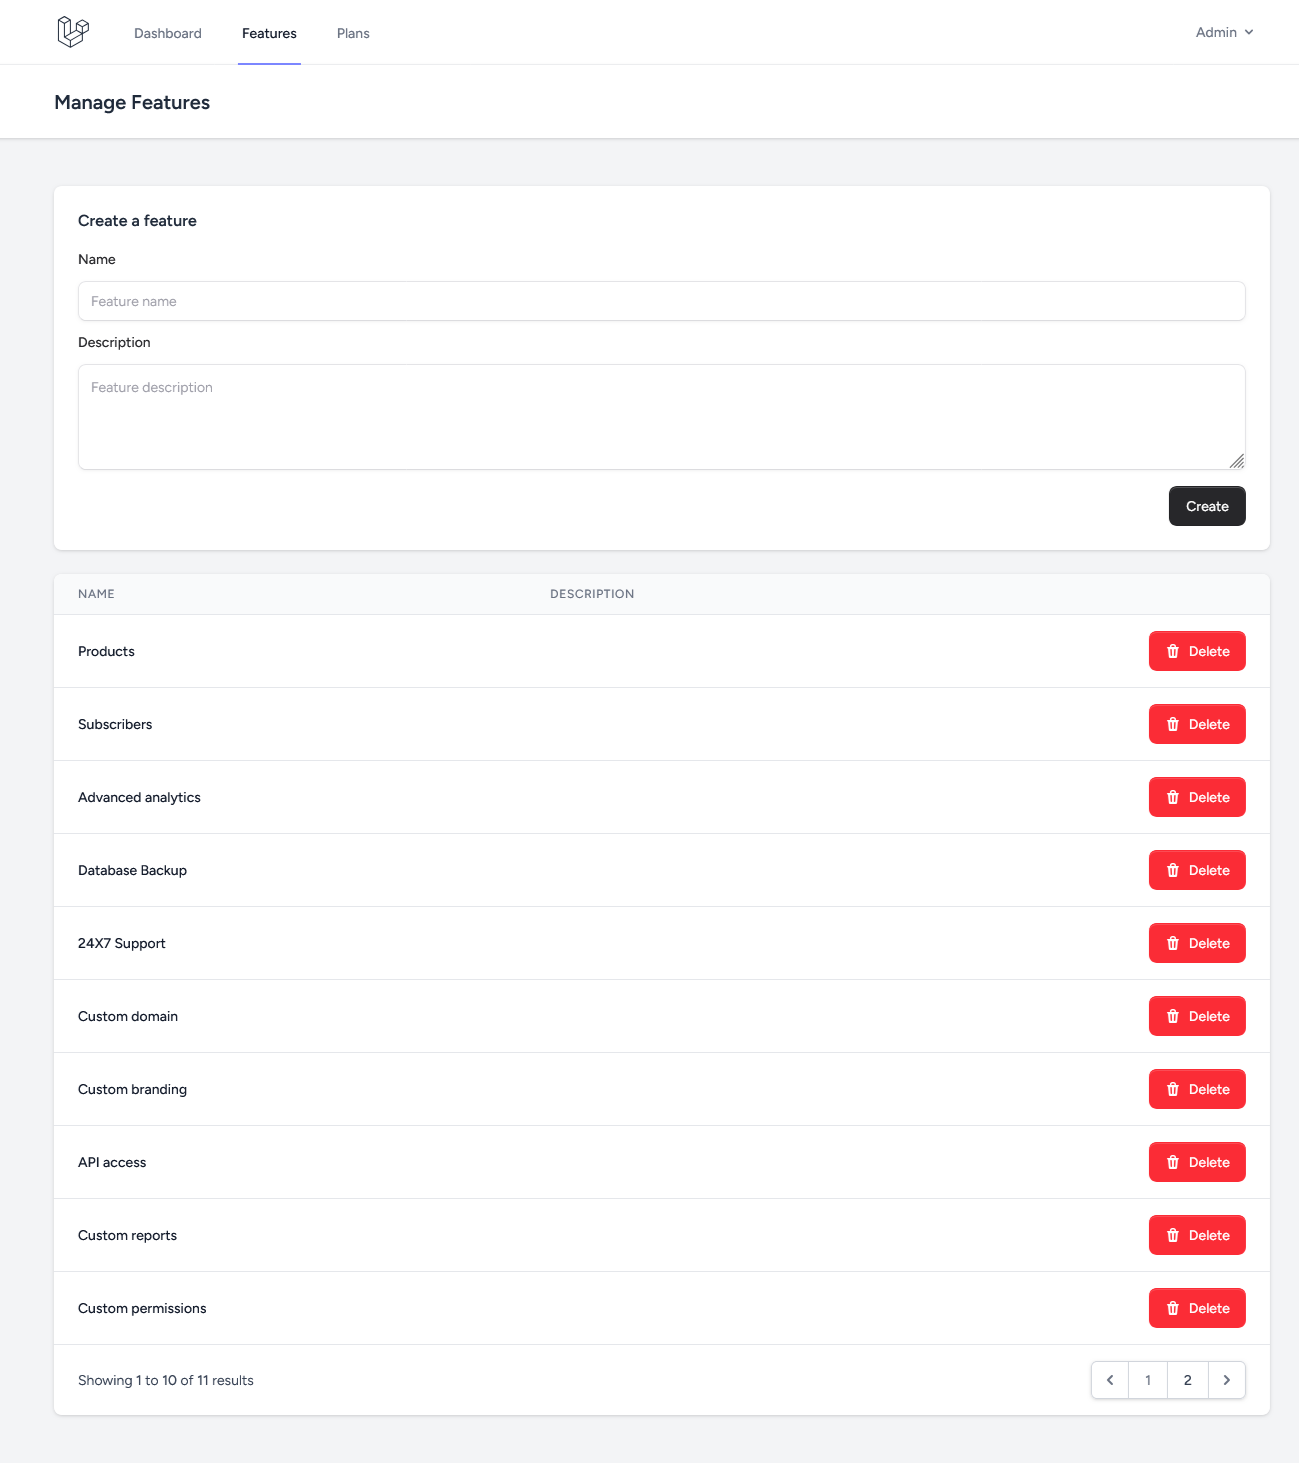 Dashboard Features Plans Admin
Manage Features
Create a feature
Name
Feature name
Description
Feature description
Create
NAME DESCRIPTION
Products Delete
Subscribers Delete
Advanced analytics Delete
Database Backup Delete
24X7 Support Delete
Custom domain Delete
Custom branding Delete
API access Delete
Custom reports Delete
Custom permissions Delete
Showing 1 to 10 of 11 results 1 2